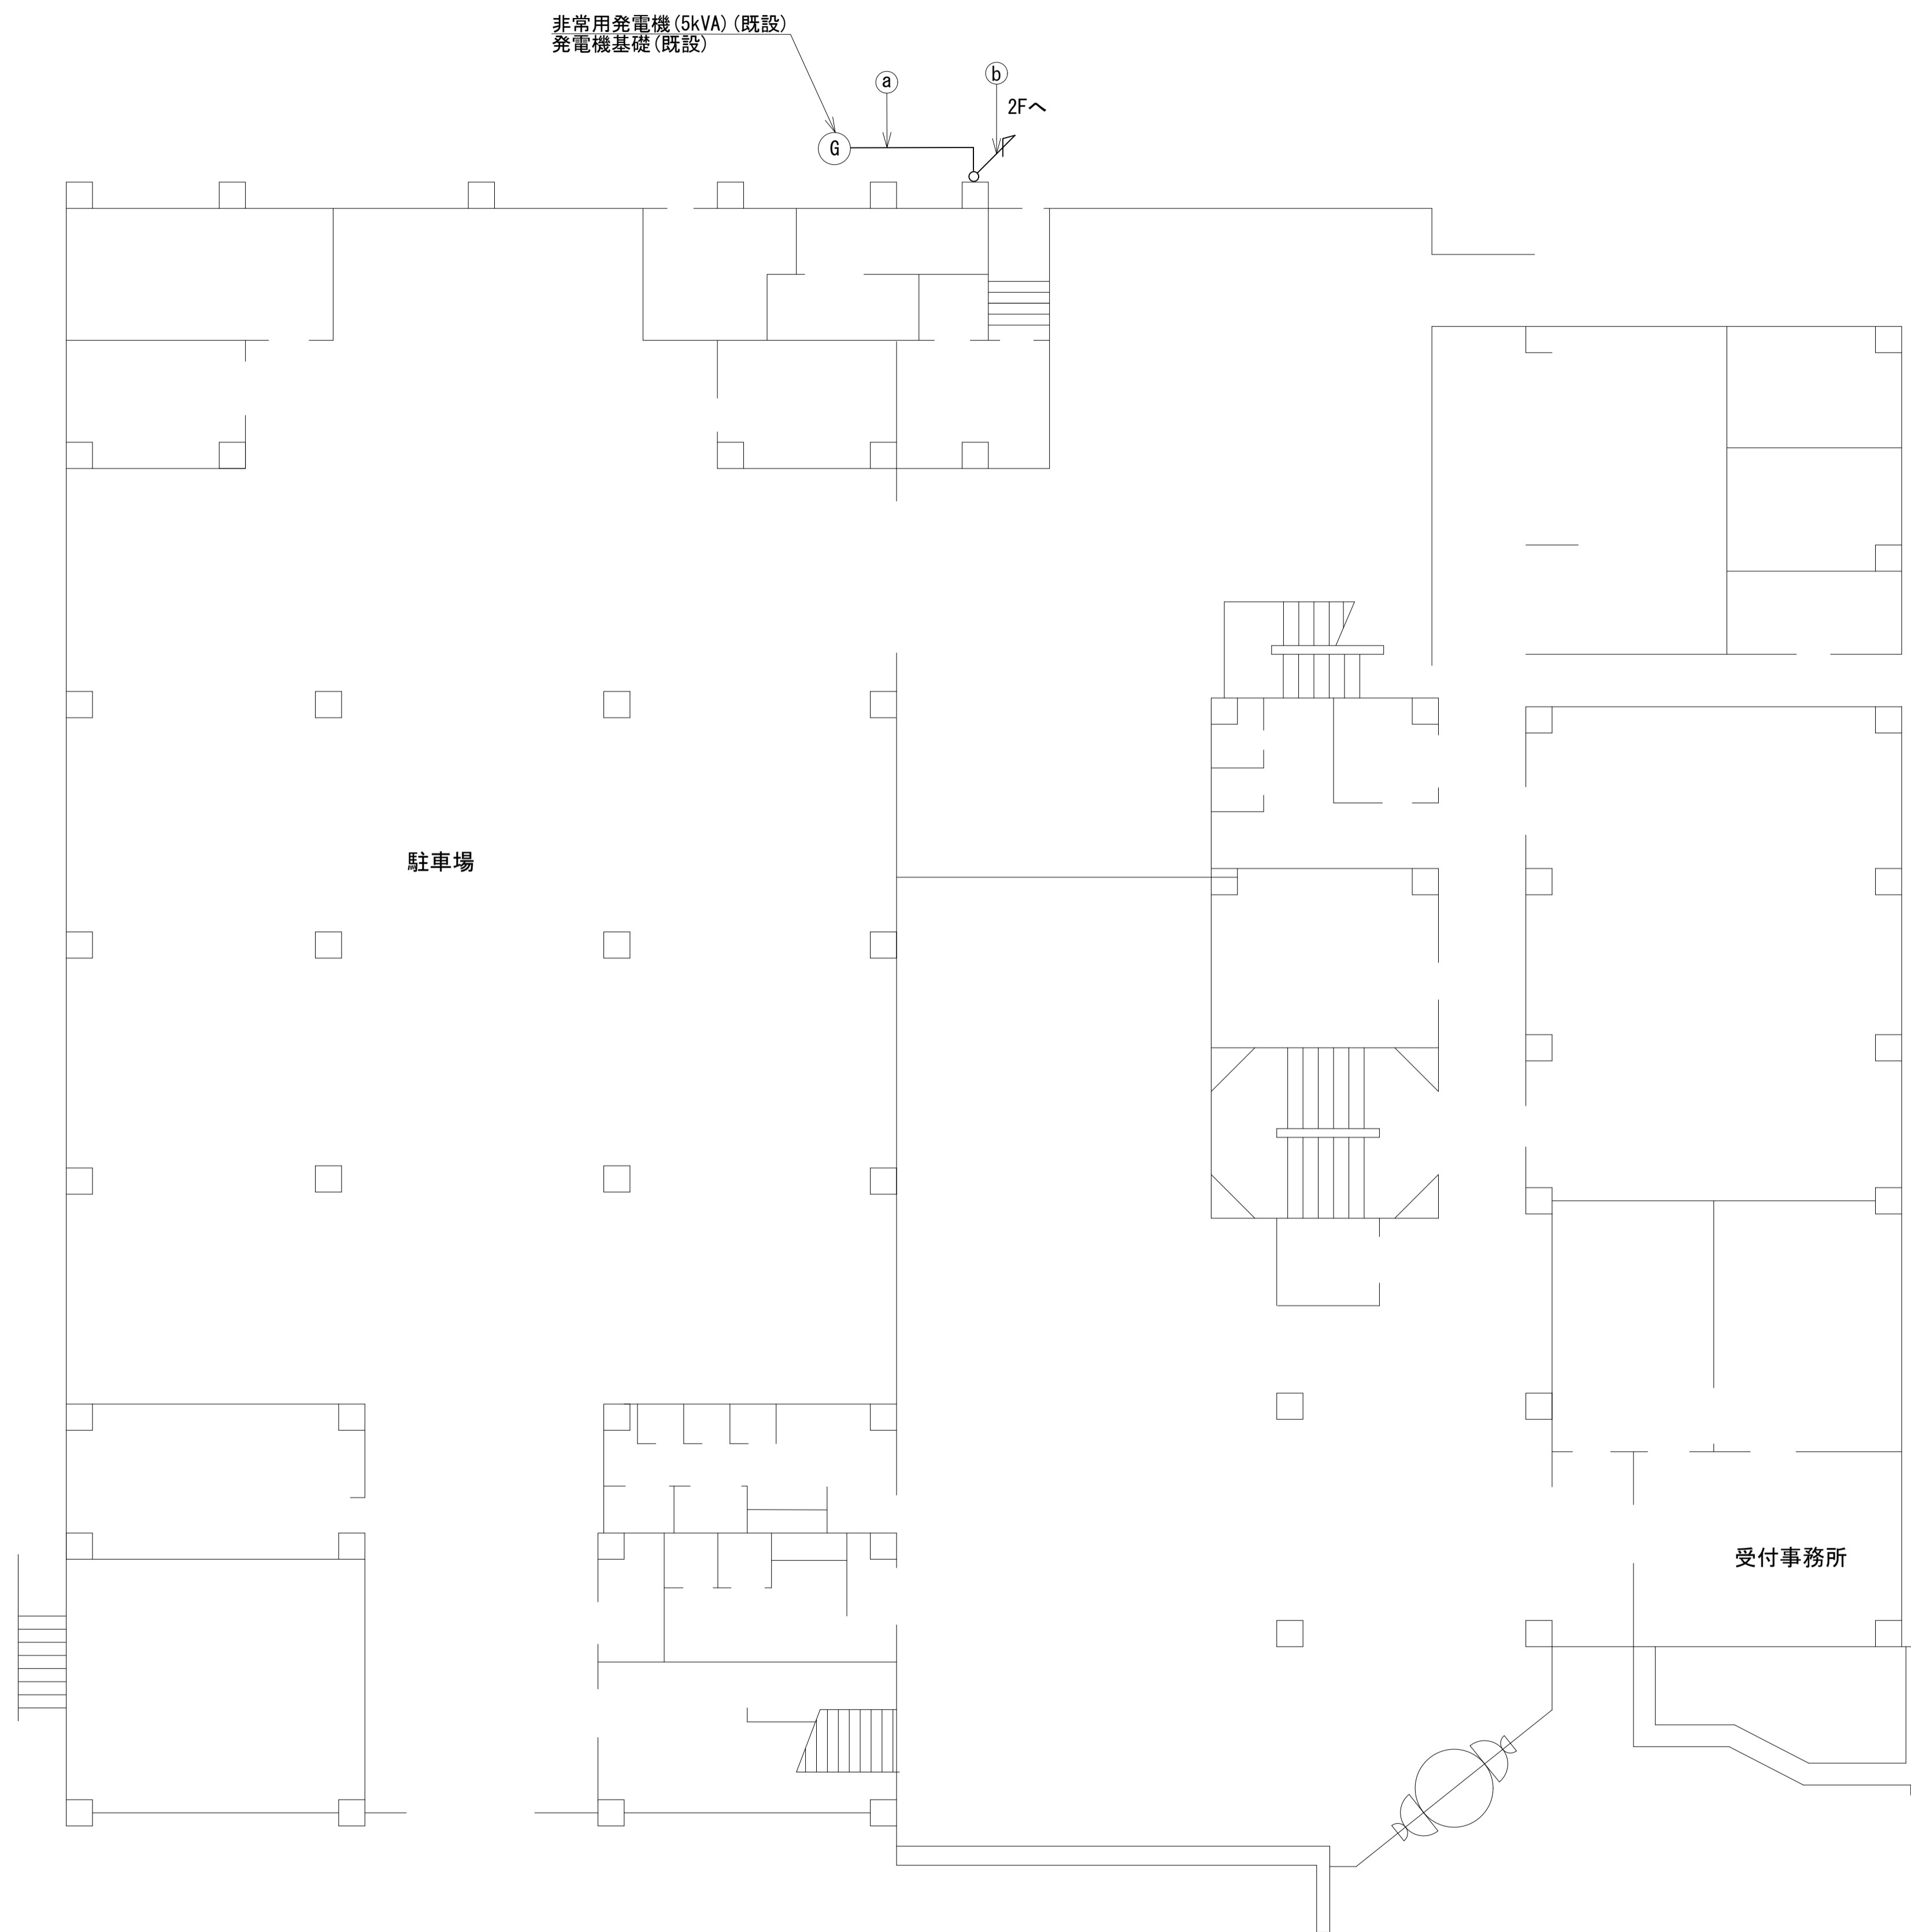 非常用発電機(5kVA)(既設)
発電機基礎(既設)
a
b
2Fへ
G
駐車場
受付事務所